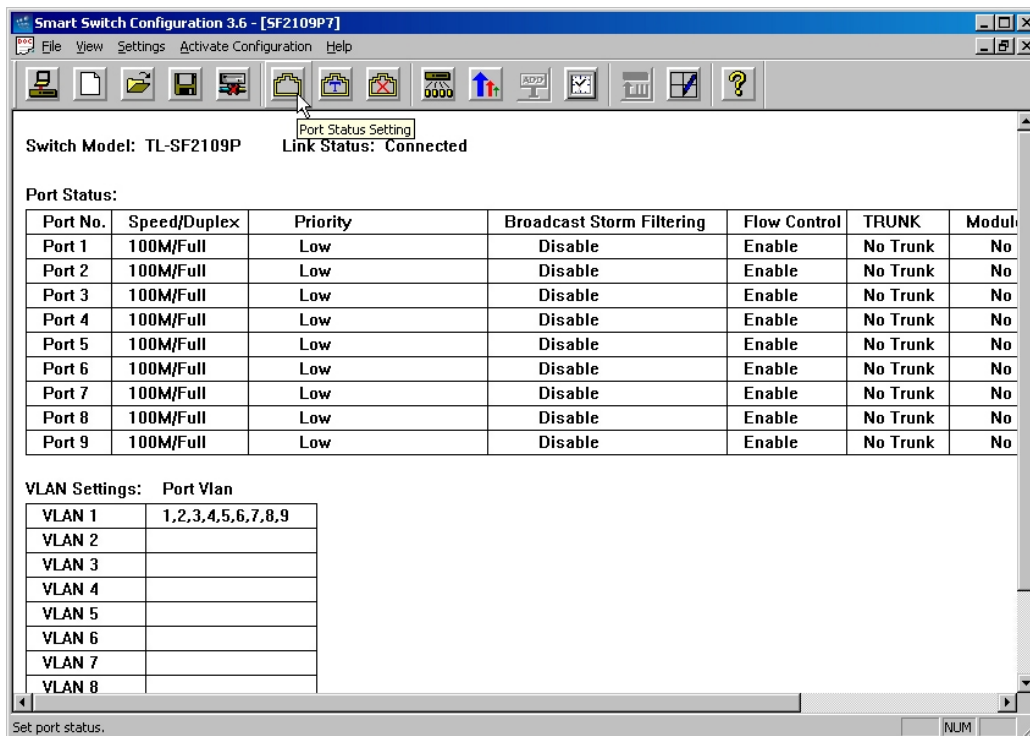 Smart Switch Configuration 3.6 - [SF2109P7]
File View Settings Activate Configuration Help
ADD
Port Status Setting
Switch Model: TL-SF2109P Link Status: Connected
Port Status:
Port No. Speed/Duplex Priority Broadcast Storm Filtering Flow Control TRUNK Module
Port 1 100M/Full Low Disable Enable No Trunk No
Port 2 100M/Full Low Disable Enable No Trunk No
Port 3 100M/Full Low Disable Enable No Trunk No
Port 4 100M/Full Low Disable Enable No Trunk No
Port 5 100M/Full Low Disable Enable No Trunk No
Port 6 100M/Full Low Disable Enable No Trunk No
Port 7 100M/Full Low Disable Enable No Trunk No
Port 8 100M/Full Low Disable Enable No Trunk No
Port 9 100M/Full Low Disable Enable No Trunk No
VLAN Settings: Port Vlan
VLAN 1 1,2,3,4,5,6,7,8,9
VLAN 2
VLAN 3
VLAN 4
VLAN 5
VLAN 6
VLAN 7
VLAN 8
Set port status. NUM